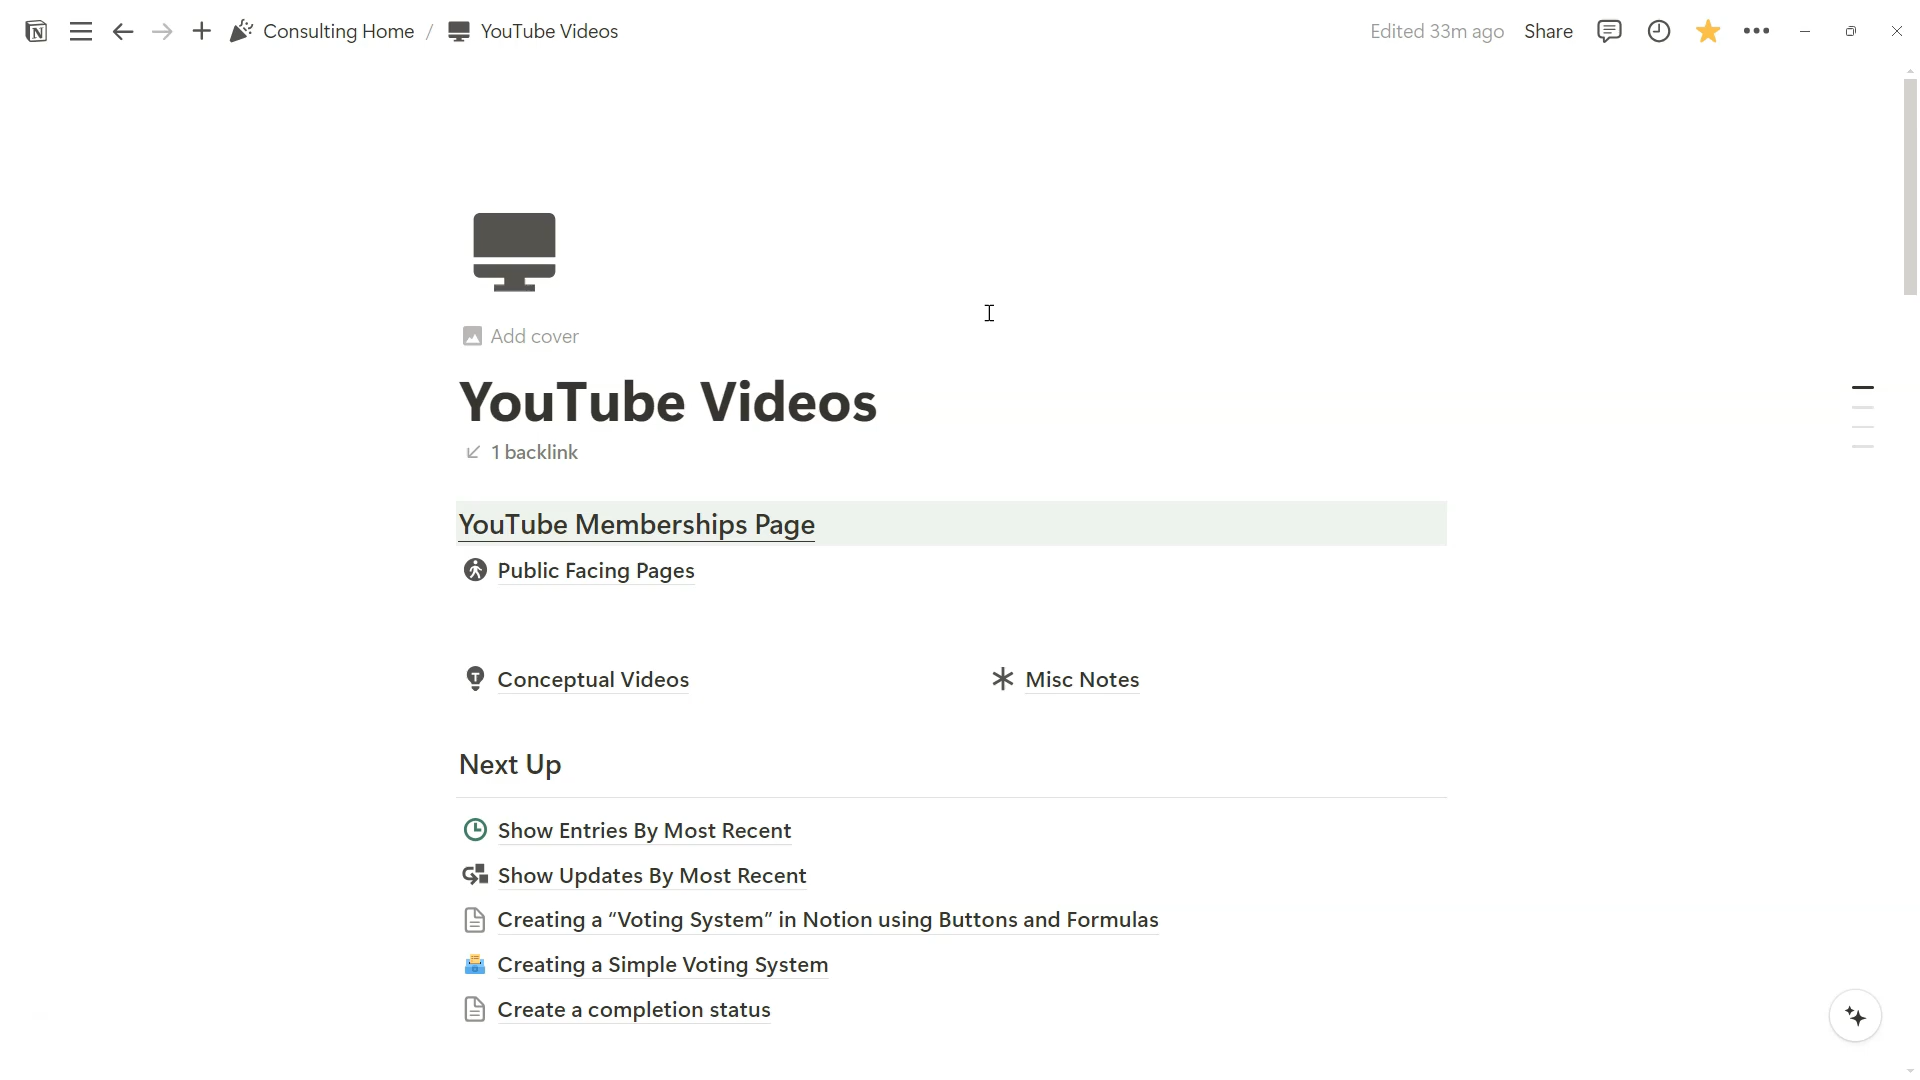 Consulting Home / YouTube Videos
Edited 33m ago Share
Add cover
YouTube Videos
1 backlink
YouTube Memberships Page
Public Facing Pages
Conceptual Videos
Misc Notes
Next Up
Show Entries By Most Recent
Show Updates By Most Recent
Creating a “Voting System” in Notion using Buttons and Formulas
Creating a Simple Voting System
Create a completion status